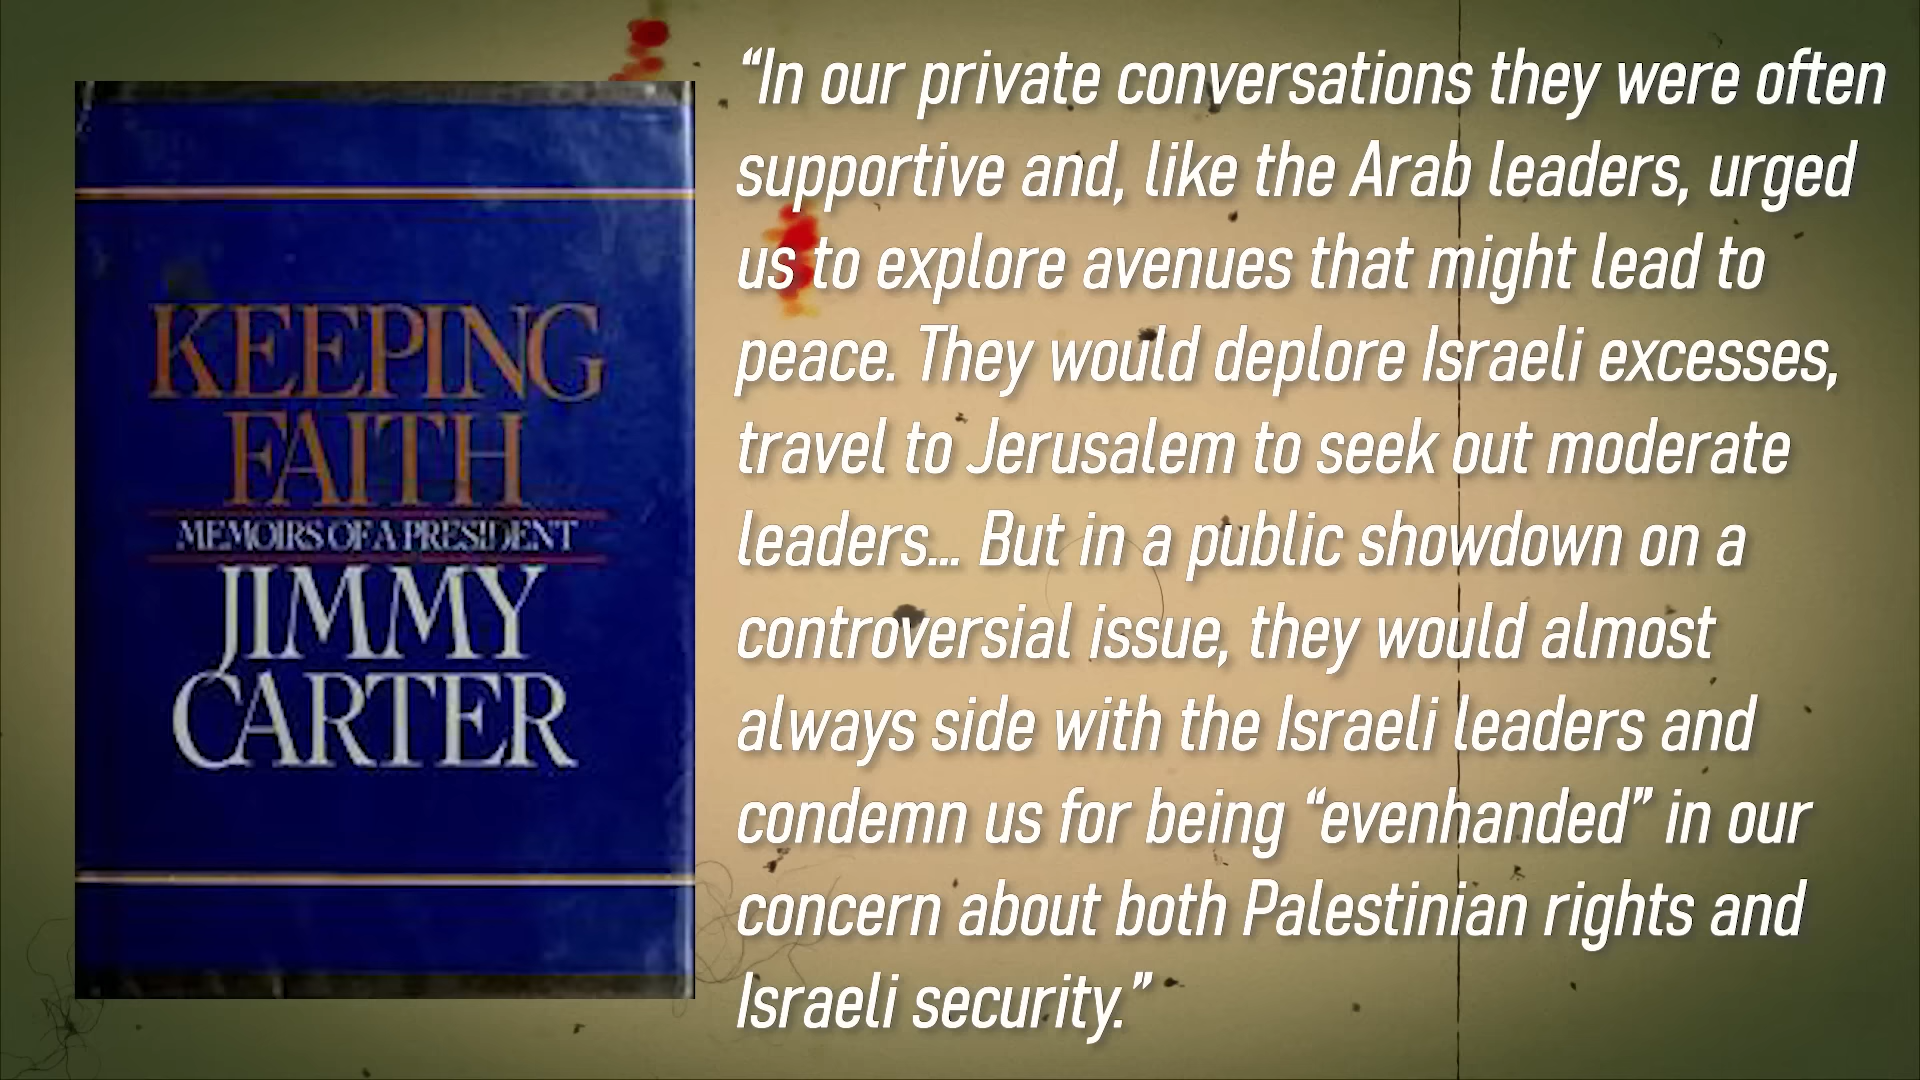 KEEPING
FAITH
MEMOIRS OF A PRESIDENT
JIMMY
CARTER
“In our private conversations they were often
supportive and, like the Arab leaders, urged
us to explore avenues that might lead to
peace. They would deplore Israeli excesses,
travel to Jerusalem to seek out moderate
leaders... But in a public showdown on a
controversial issue, they would almost
always side with the Israeli leaders and
condemn us for being “evenhanded” in our
concern about both Palestinian rights and
Israeli security.”